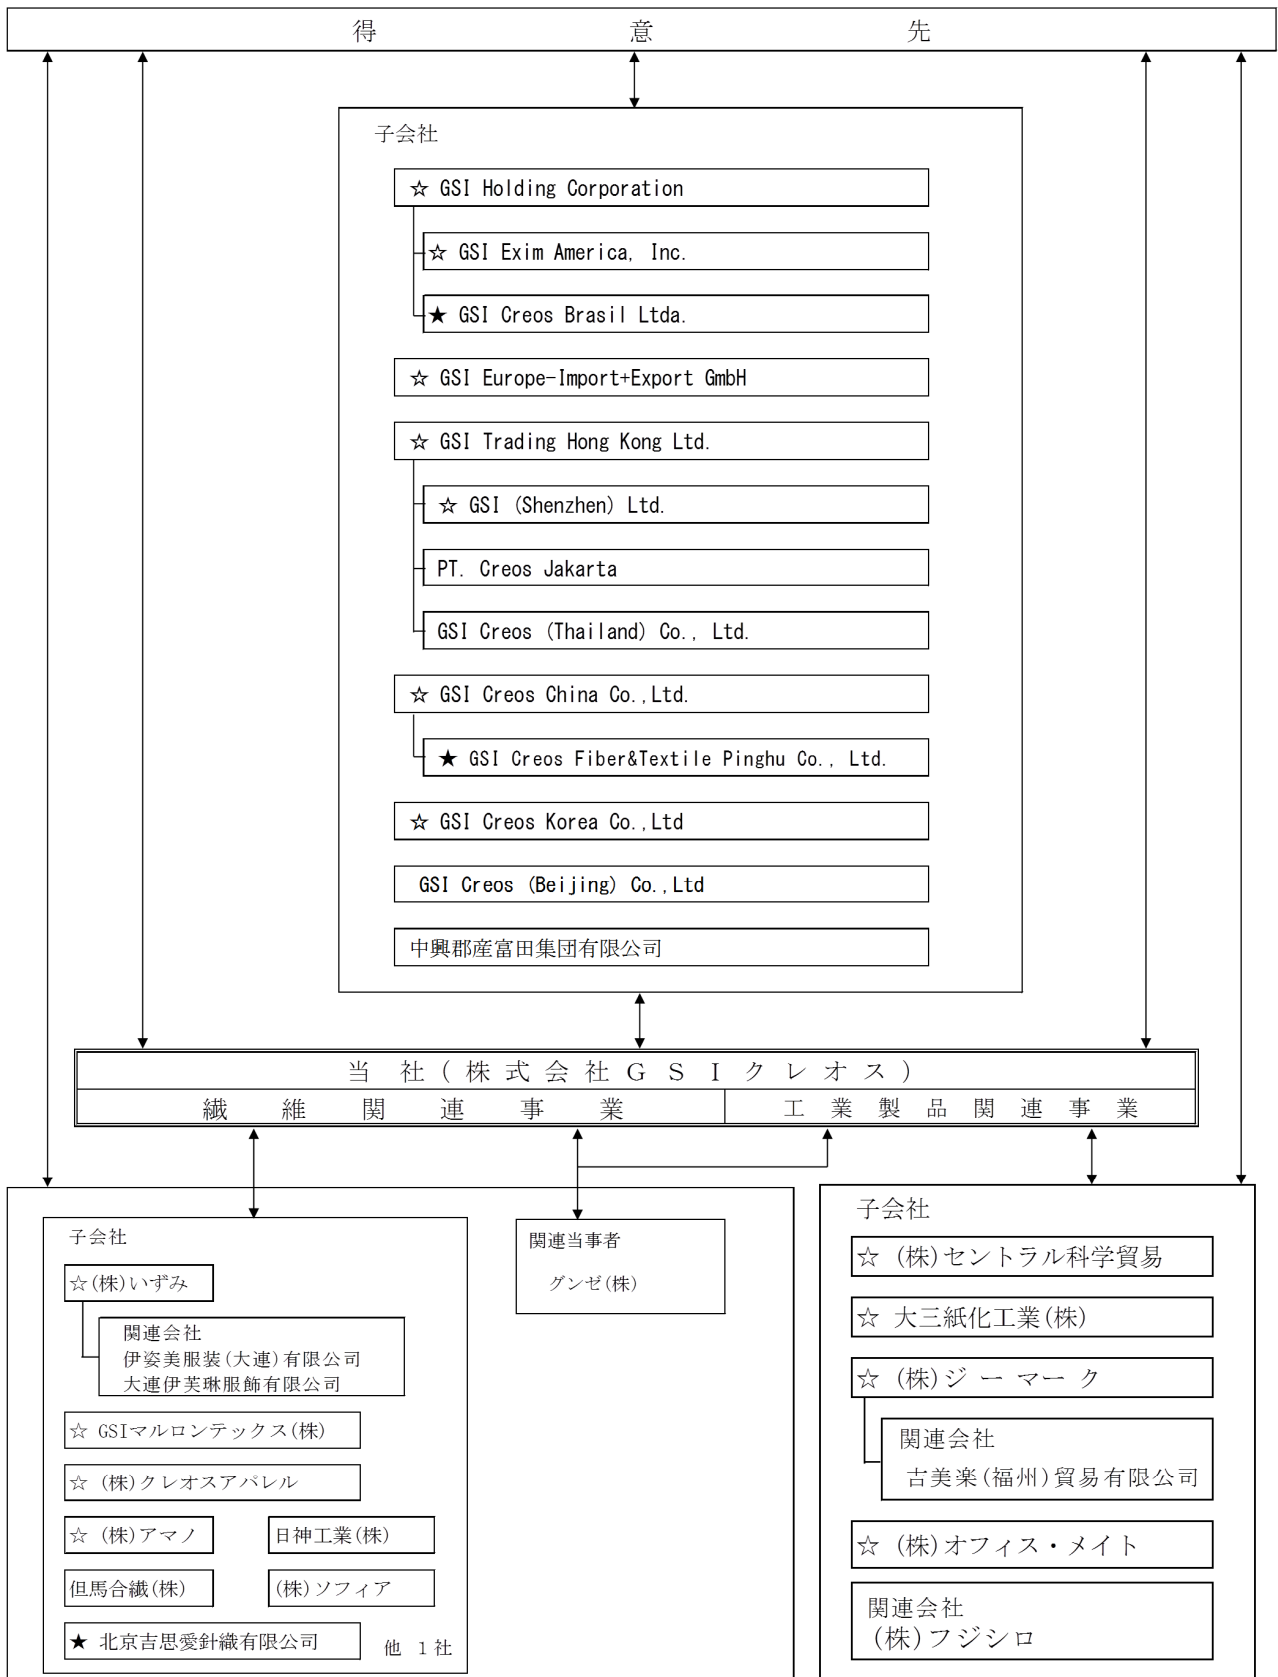 得意先
子会社
☆ GSI Holding Corporation
☆ GSI Exim America, Inc.
★ GSI Creos Brasil Ltda.
☆ GSI Europe-Import+Export GmbH
☆ GSI Trading Hong Kong Ltd.
☆ GSI (Shenzhen) Ltd.
PT. Creos Jakarta
GSI Creos (Thailand) Co., Ltd.
☆ GSI Creos China Co.,Ltd.
★ GSI Creos Fiber&Textile Pinghu Co., Ltd.
☆ GSI Creos Korea Co.,Ltd
GSI Creos (Beijing) Co.,Ltd
中興郡産富田集団有限公司
当社(株式会社GSIクレオス)
繊維関連事業
工業製品関連事業
子会社
☆(株)いずみ
関連会社
伊姿美服装(大連)有限公司
大連伊芙琳服飾有限公司
☆ GSIマルロンテックス(株)
☆ (株)クレオスアパレル
☆ (株)アマノ
日神工業(株)
但馬合繊(株)
(株)ソフィア
★ 北京吉思愛針織有限公司
他 1社
関連当事者
グンゼ(株)
子会社
☆ (株)セントラル科学貿易
☆ 大三紙化工業(株)
☆ (株)ジーマーク
関連会社
古美楽(福州)貿易有限公司
☆ (株)オフィス・メイト
関連会社
(株)フジシロ